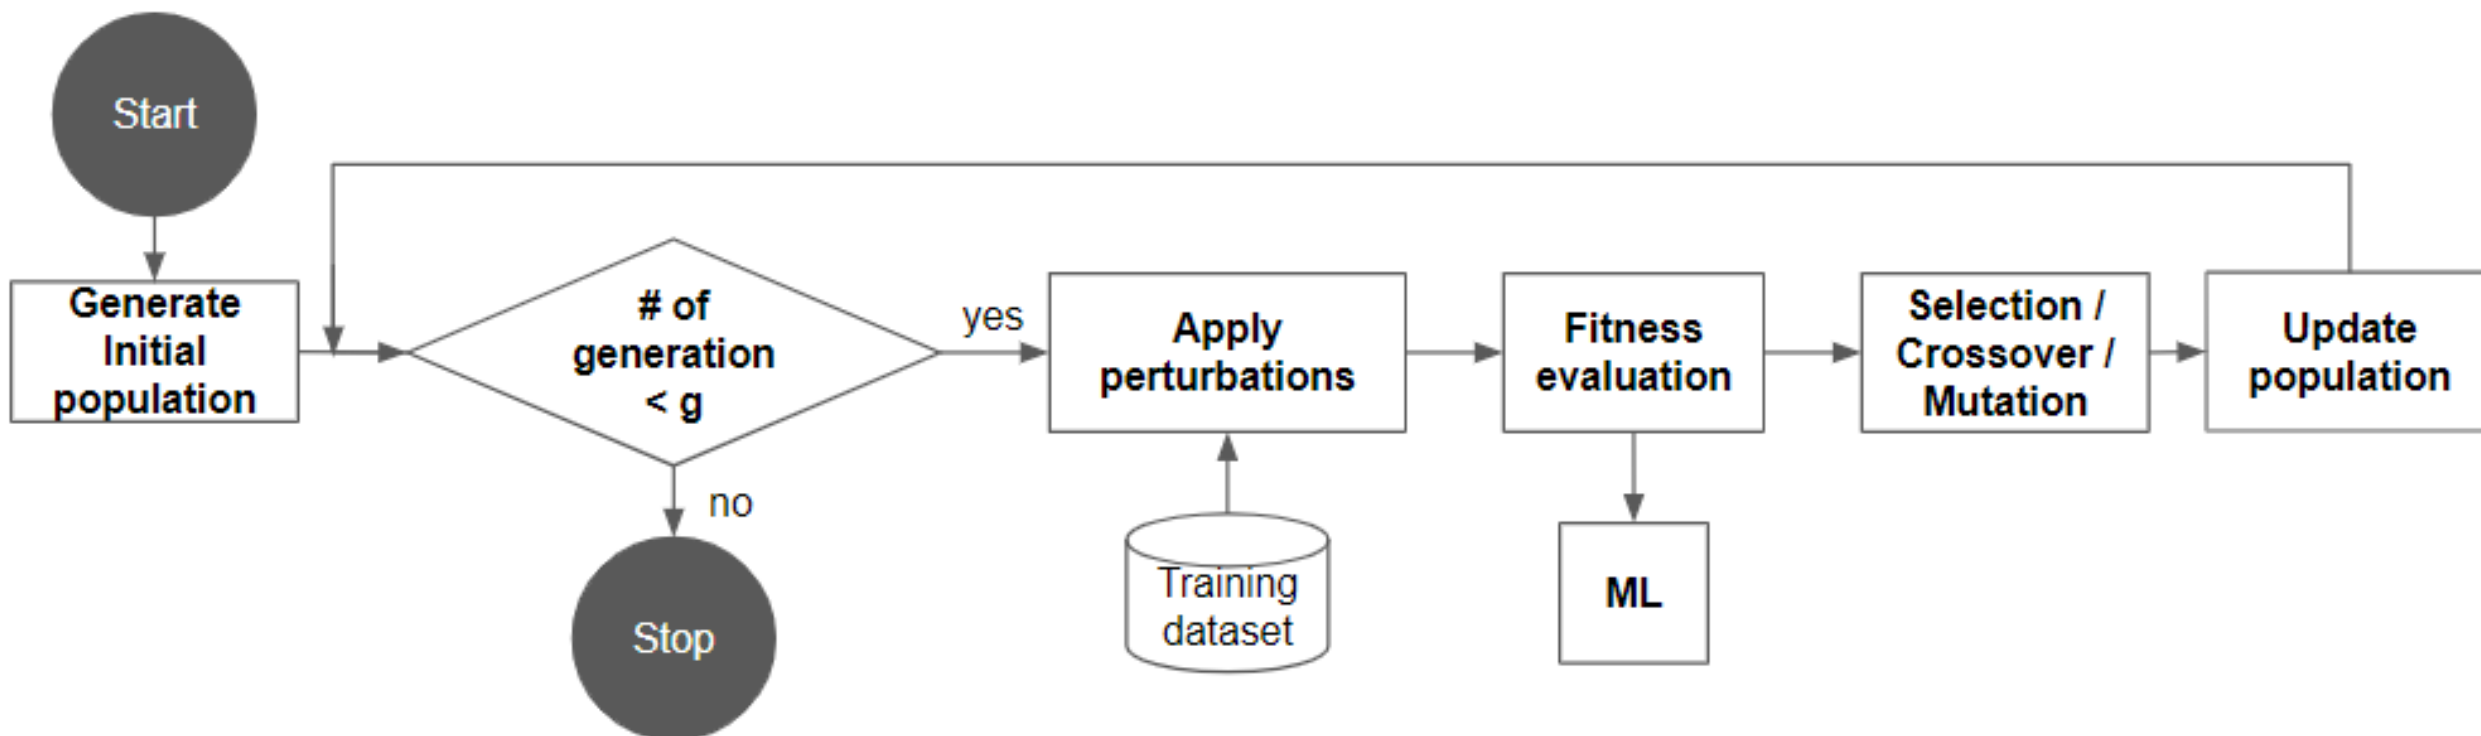 Start
Generate
Initial
population
# of
generation
< g
yes
no
Stop
Apply
perturbations
Training
dataset
Fitness
evaluation
ML
Selection /
Crossover /
Mutation
Update
population